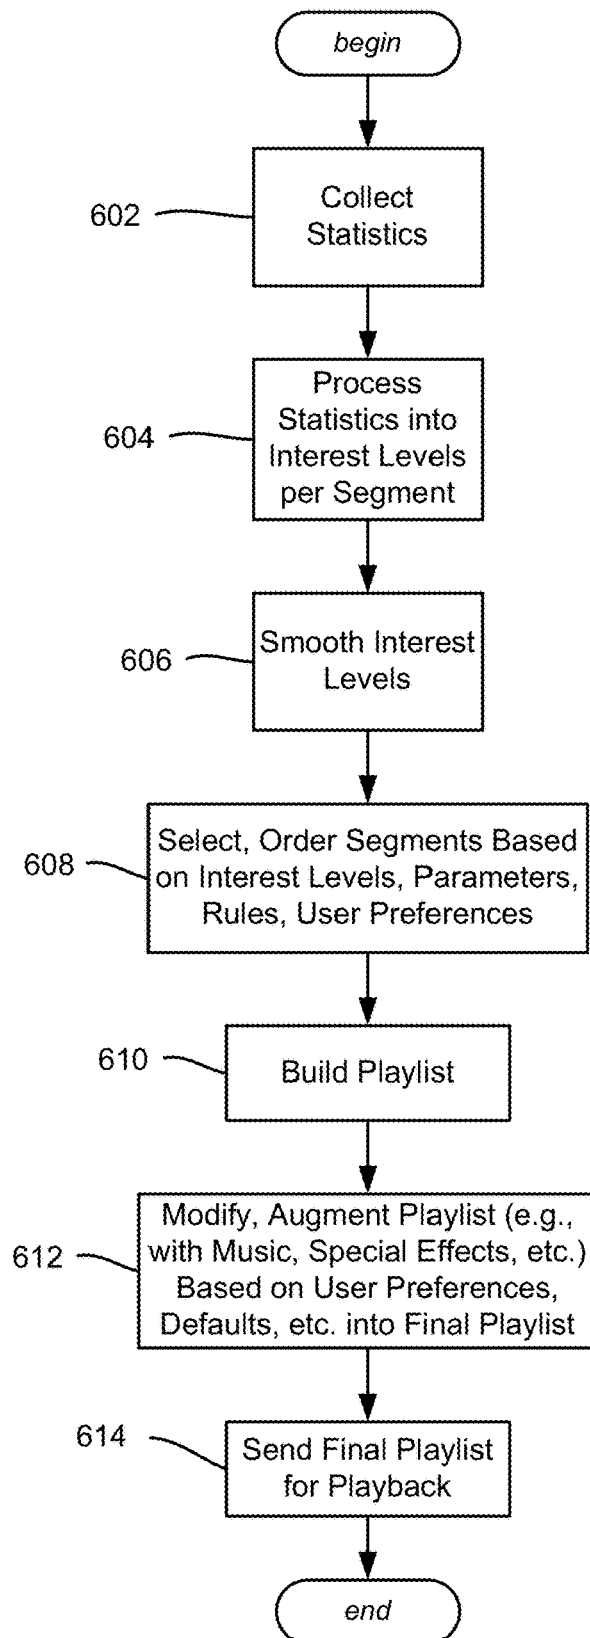 begin
602
Collect
Statistics
604
Process
Statistics into
Interest Levels
per Segment
606
Smooth Interest
Levels
608
Select, Order Segments Based
on Interest Levels, Parameters,
Rules, User Preferences
610
Build Playlist
612
Modify, Augment Playlist (e.g.,
with Music, Special Effects, etc.)
Based on User Preferences,
Defaults, etc. into Final Playlist
614
Send Final Playlist
for Playback
end